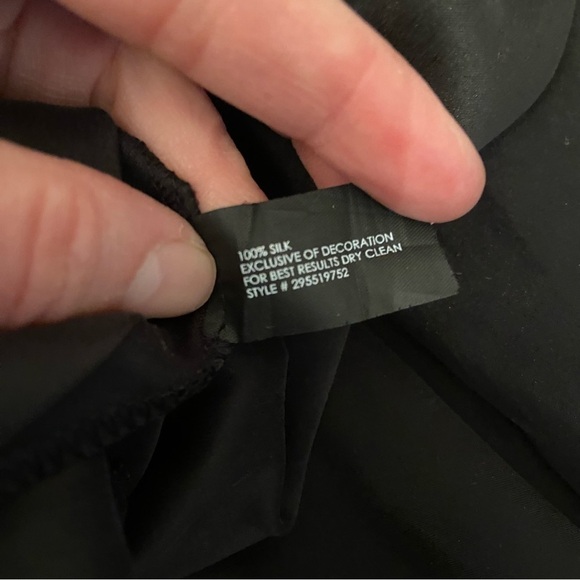 100% SILK
EXCLUSIVE OF DECORATION
FOR BEST RESULTS DRY CLEAN
STYLE # 295519752